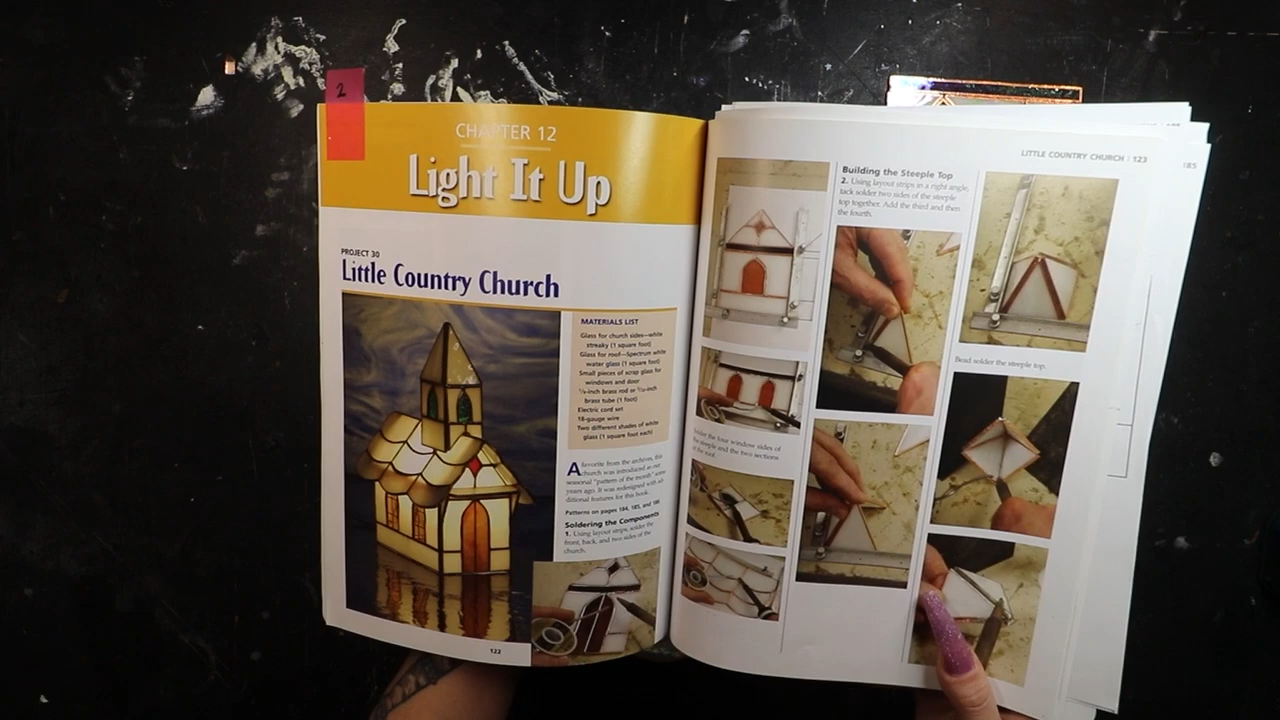 2
CHAPTER 12
Light It Up
PROJECT 30
Little Country Church
MATERIALS LIST
Glass for church sides—white
streaky (1 square foot)
Glass for roof—Spectrum white
water glass (1 square foot)
Small pieces of scrap glass for
windows and door
brass tube (1 foot)
Electric cord set
18-gauge wire
Two different shades of white
glass (1 square foot each)
A favorite from the archives, this
church was introduced as our
seasonal "pattern of the month" some
years ago. It was redesigned with ad-
ditional features for this book.
Patterns on pages 184, 185, and 186
Soldering the Components
1. Using layout strips, solder the
front, back, and two sides of the
church.
122
LITTLE COUNTRY CHURCH | 123
185
Solder the four window sides of
the steeple and the two sections
of the roof.
Building the Steeple Top
2. Using layout strips in a right angle,
tack solder two sides of the steeple
top together. Add the third and then
the fourth.
Bead solder the steeple top.